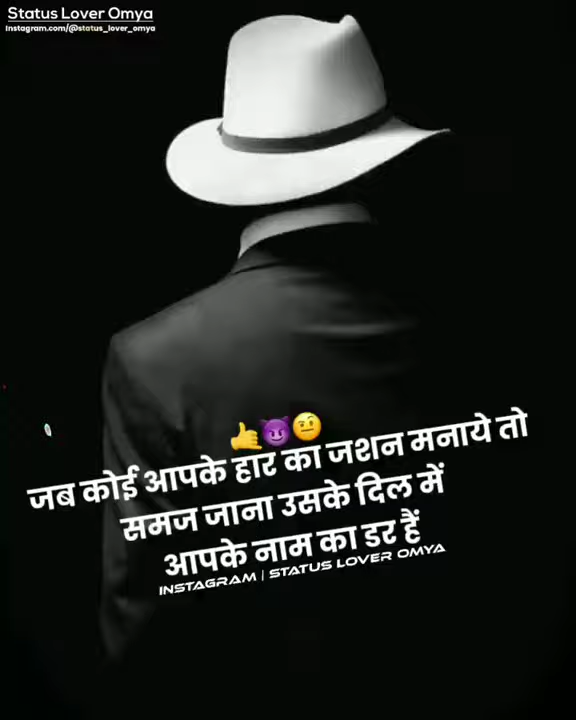 Status Lover Omya
Instagram.com/@status_lover_omya
🤙😈🤨
जब कोई आपके हार का जशन मनाये तो
समज जाना उसके दिल में
आपके नाम का डर हैं
INSTAGRAM | STATUS LOVER OMYA